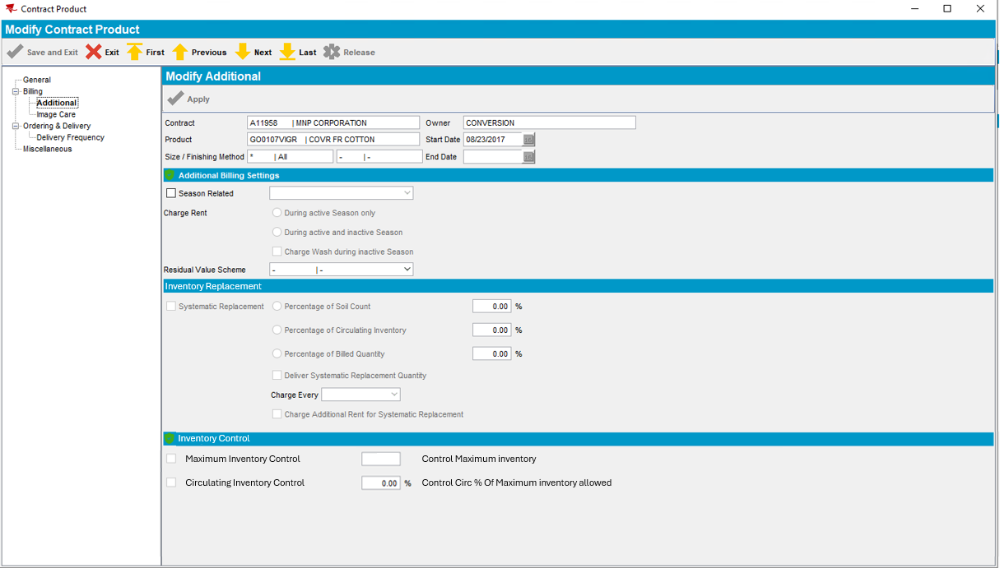 Contract Product
Modify Contract Product
Save and Exit Exit First Previous Next Last Release
General
Billing
Additional
Image Care
Ordering & Delivery
Delivery Frequency
Miscellaneous
Modify Additional
Apply
Contract A11958 | MNP CORPORATION Owner CONVERSION
Product GO0107VIGR | COVR FR COTTON Start Date 08/23/2017
Size / Finishing Method * | All - | - End Date
Additional Billing Settings
Season Related
Charge Rent During active Season only
During active and inactive Season
Charge Wash during inactive Season
Residual Value Scheme - | -
Inventory Replacement
Systematic Replacement Percentage of Soil Count 0.00 %
Percentage of Circulating Inventory 0.00 %
Percentage of Billed Quantity 0.00 %
Deliver Systematic Replacement Quantity
Charge Every
Charge Additional Rent for Systematic Replacement
Inventory Control
Maximum Inventory Control Control Maximum inventory
Circulating Inventory Control 0.00 % Control Circ % Of Maximum inventory allowed